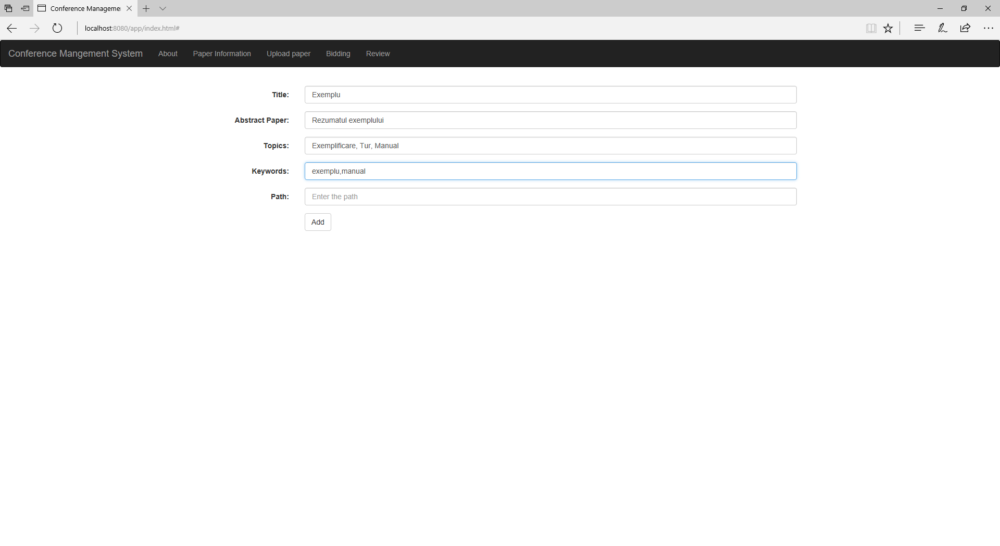 Conference Manageme
localhost:8080/app/index.html#
Conference Mangement System About Paper Information Upload paper Bidding Review
Title: Exemplu
Abstract Paper: Rezumatul exemplului
Topics: Exemplificare, Tur, Manual
Keywords: exemplu,manual
Path: Enter the path
Add